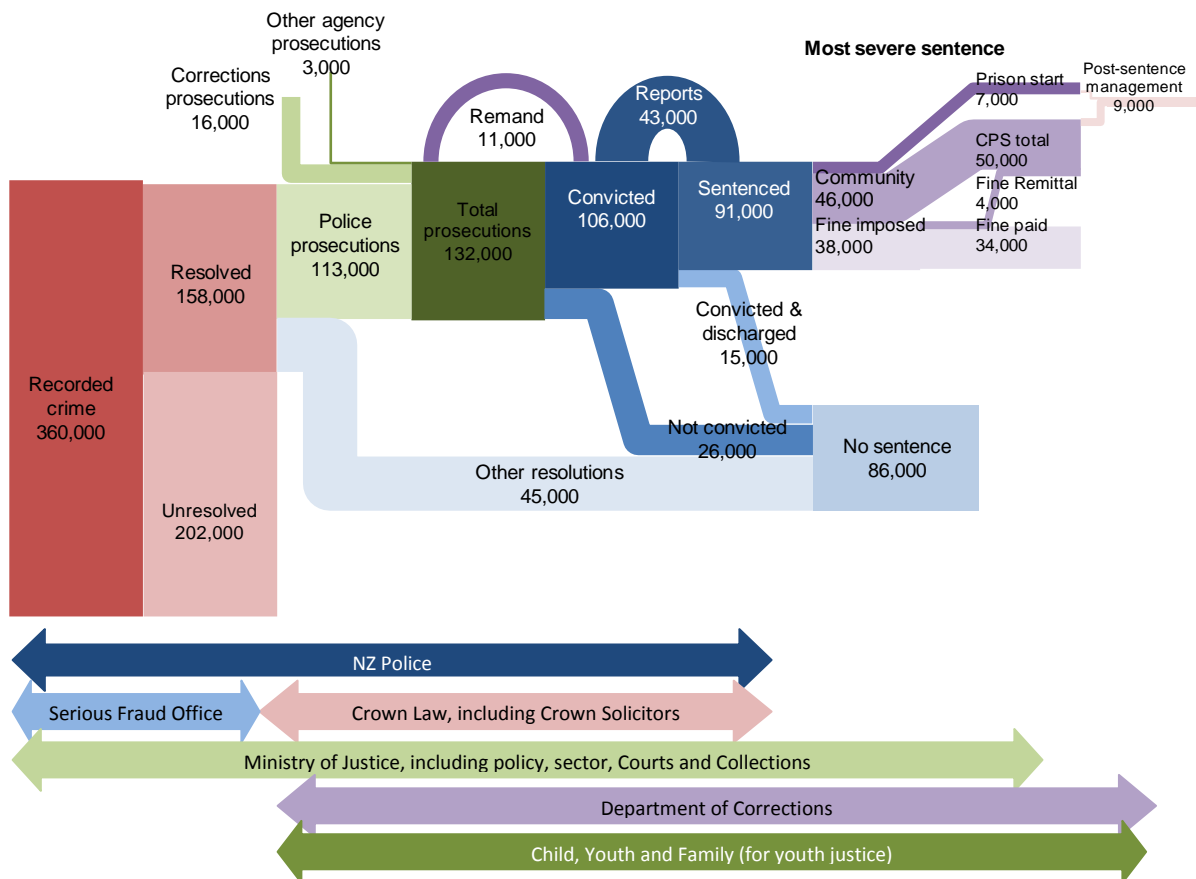 Other agency
prosecutions
3,000
Most severe sentence
Corrections
prosecutions
16,000
Remand
11,000
Reports
43,000
Prison start
7,000
Post-sentence
management
9,000
CPS total
50,000
Fine Remittal
4,000
Fine paid
34,000
Community
46,000
Fine imposed
38,000
Sentenced
91,000
Convicted
106,000
Total
prosecutions
132,000
Police
prosecutions
113,000
Resolved
158,000
Convicted &
discharged
15,000
Recorded
crime
360,000
Not convicted
26,000
No sentence
86,000
Other resolutions
45,000
Unresolved
202,000
NZ Police
Serious Fraud Office
Crown Law, including Crown Solicitors
Ministry of Justice, including policy, sector, Courts and Collections
Department of Corrections
Child, Youth and Family (for youth justice)